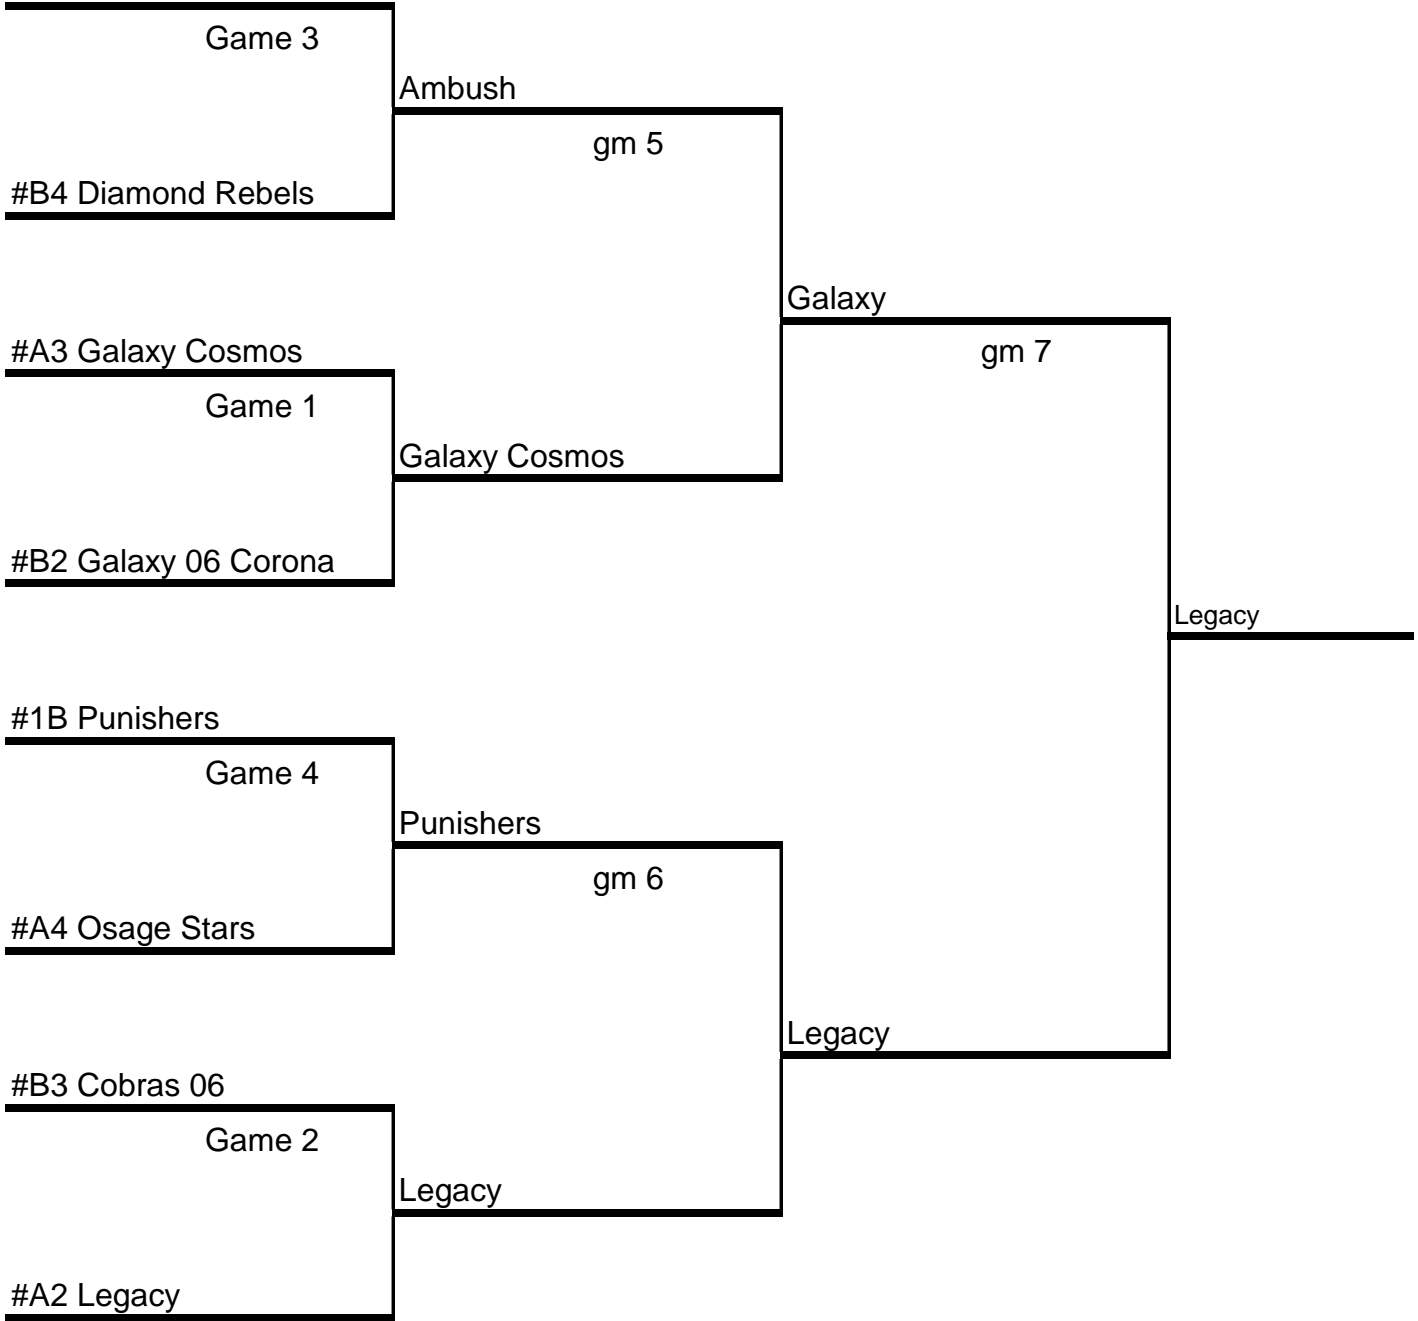 Game 3
Ambush
gm 5
#B4 Diamond Rebels
Galaxy
#A3 Galaxy Cosmos
gm 7
Game 1
Galaxy Cosmos
#B2 Galaxy 06 Corona
Legacy
#1B Punishers
Game 4
Punishers
gm 6
#A4 Osage Stars
Legacy
#B3 Cobras 06
Game 2
Legacy
#A2 Legacy